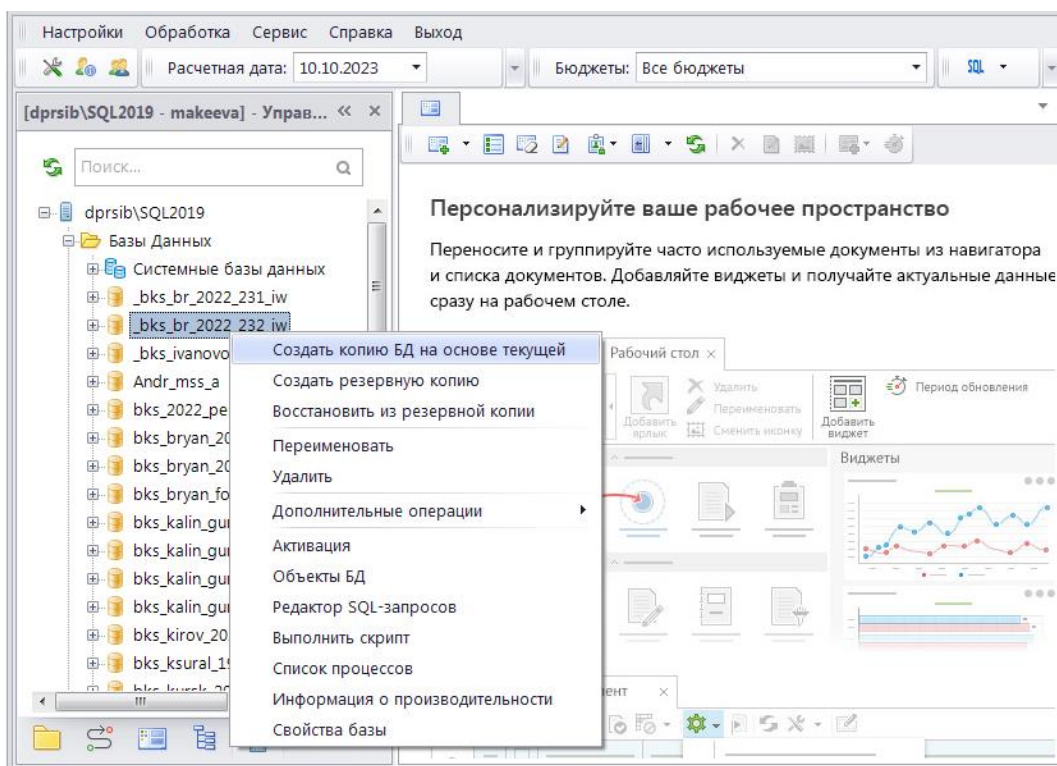 Настройки Обработка Сервис Справка Выход
Расчетная дата: 10.10.2023 Бюджеты: Все бюджеты SQL
[dprsib\SQL2019 - makeeva] - Управ...
Поиск...
dprsib\SQL2019
Базы Данных
Системные базы данных
_bks_br_2022_231_iw
_bks_br_2022_232_iw
_bks_ivanovo
Andr_mss_a
bks_2022_pe
bks_bryan_20
bks_bryan_20
bks_bryan_fo
bks_kalin_gu
bks_kalin_gu
bks_kalin_gu
bks_kalin_gu
bks_kirov_20
bks_ksural_19
Создать копию БД на основе текущей
Создать резервную копию
Восстановить из резервной копии
Переименовать
Удалить
Дополнительные операции
Активация
Объекты БД
Редактор SQL-запросов
Выполнить скрипт
Список процессов
Информация о производительности
Свойства базы
Персонализируйте ваше рабочее пространство
Переносите и группируйте часто используемые документы из навигатора
и списка документов. Добавляйте виджеты и получайте актуальные данные
сразу на рабочем столе.
Рабочий стол
Добавить ярлык
Удалить
Переименовать
Сменить иконку
Добавить виджет
Период обновления
Виджеты